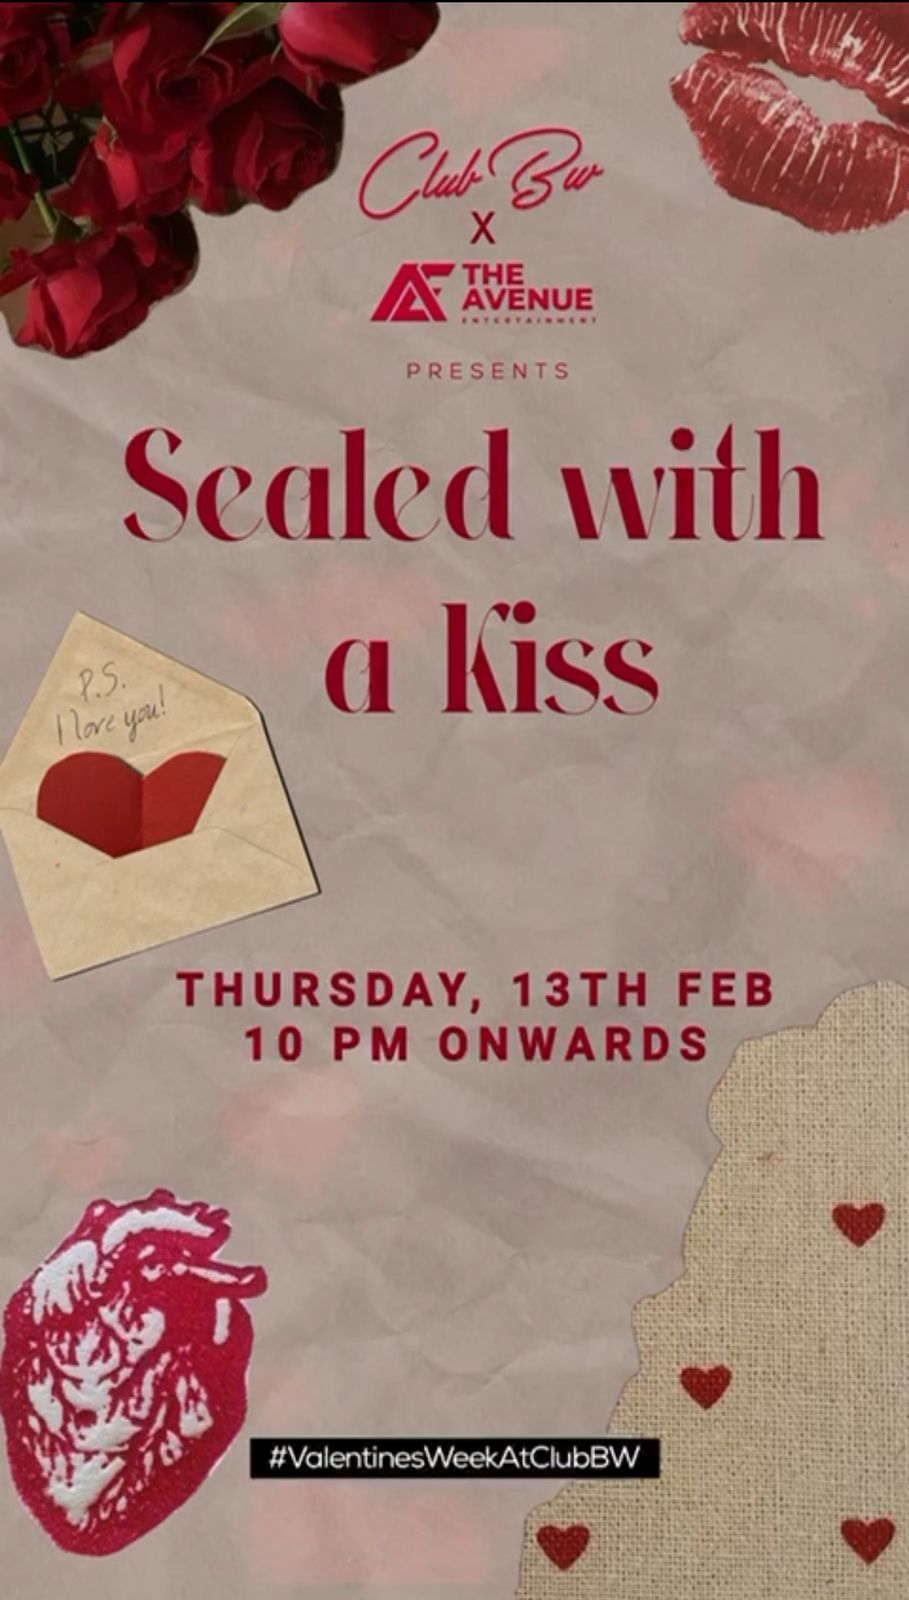 Club Bw
X
THE
AVENUE
ENTERTAINMENT
PRESENTS
Sealed with
a Kiss
P.S.
I love you!
THURSDAY, 13TH FEB
10 PM ONWARDS
#ValentinesWeekAtClubBW